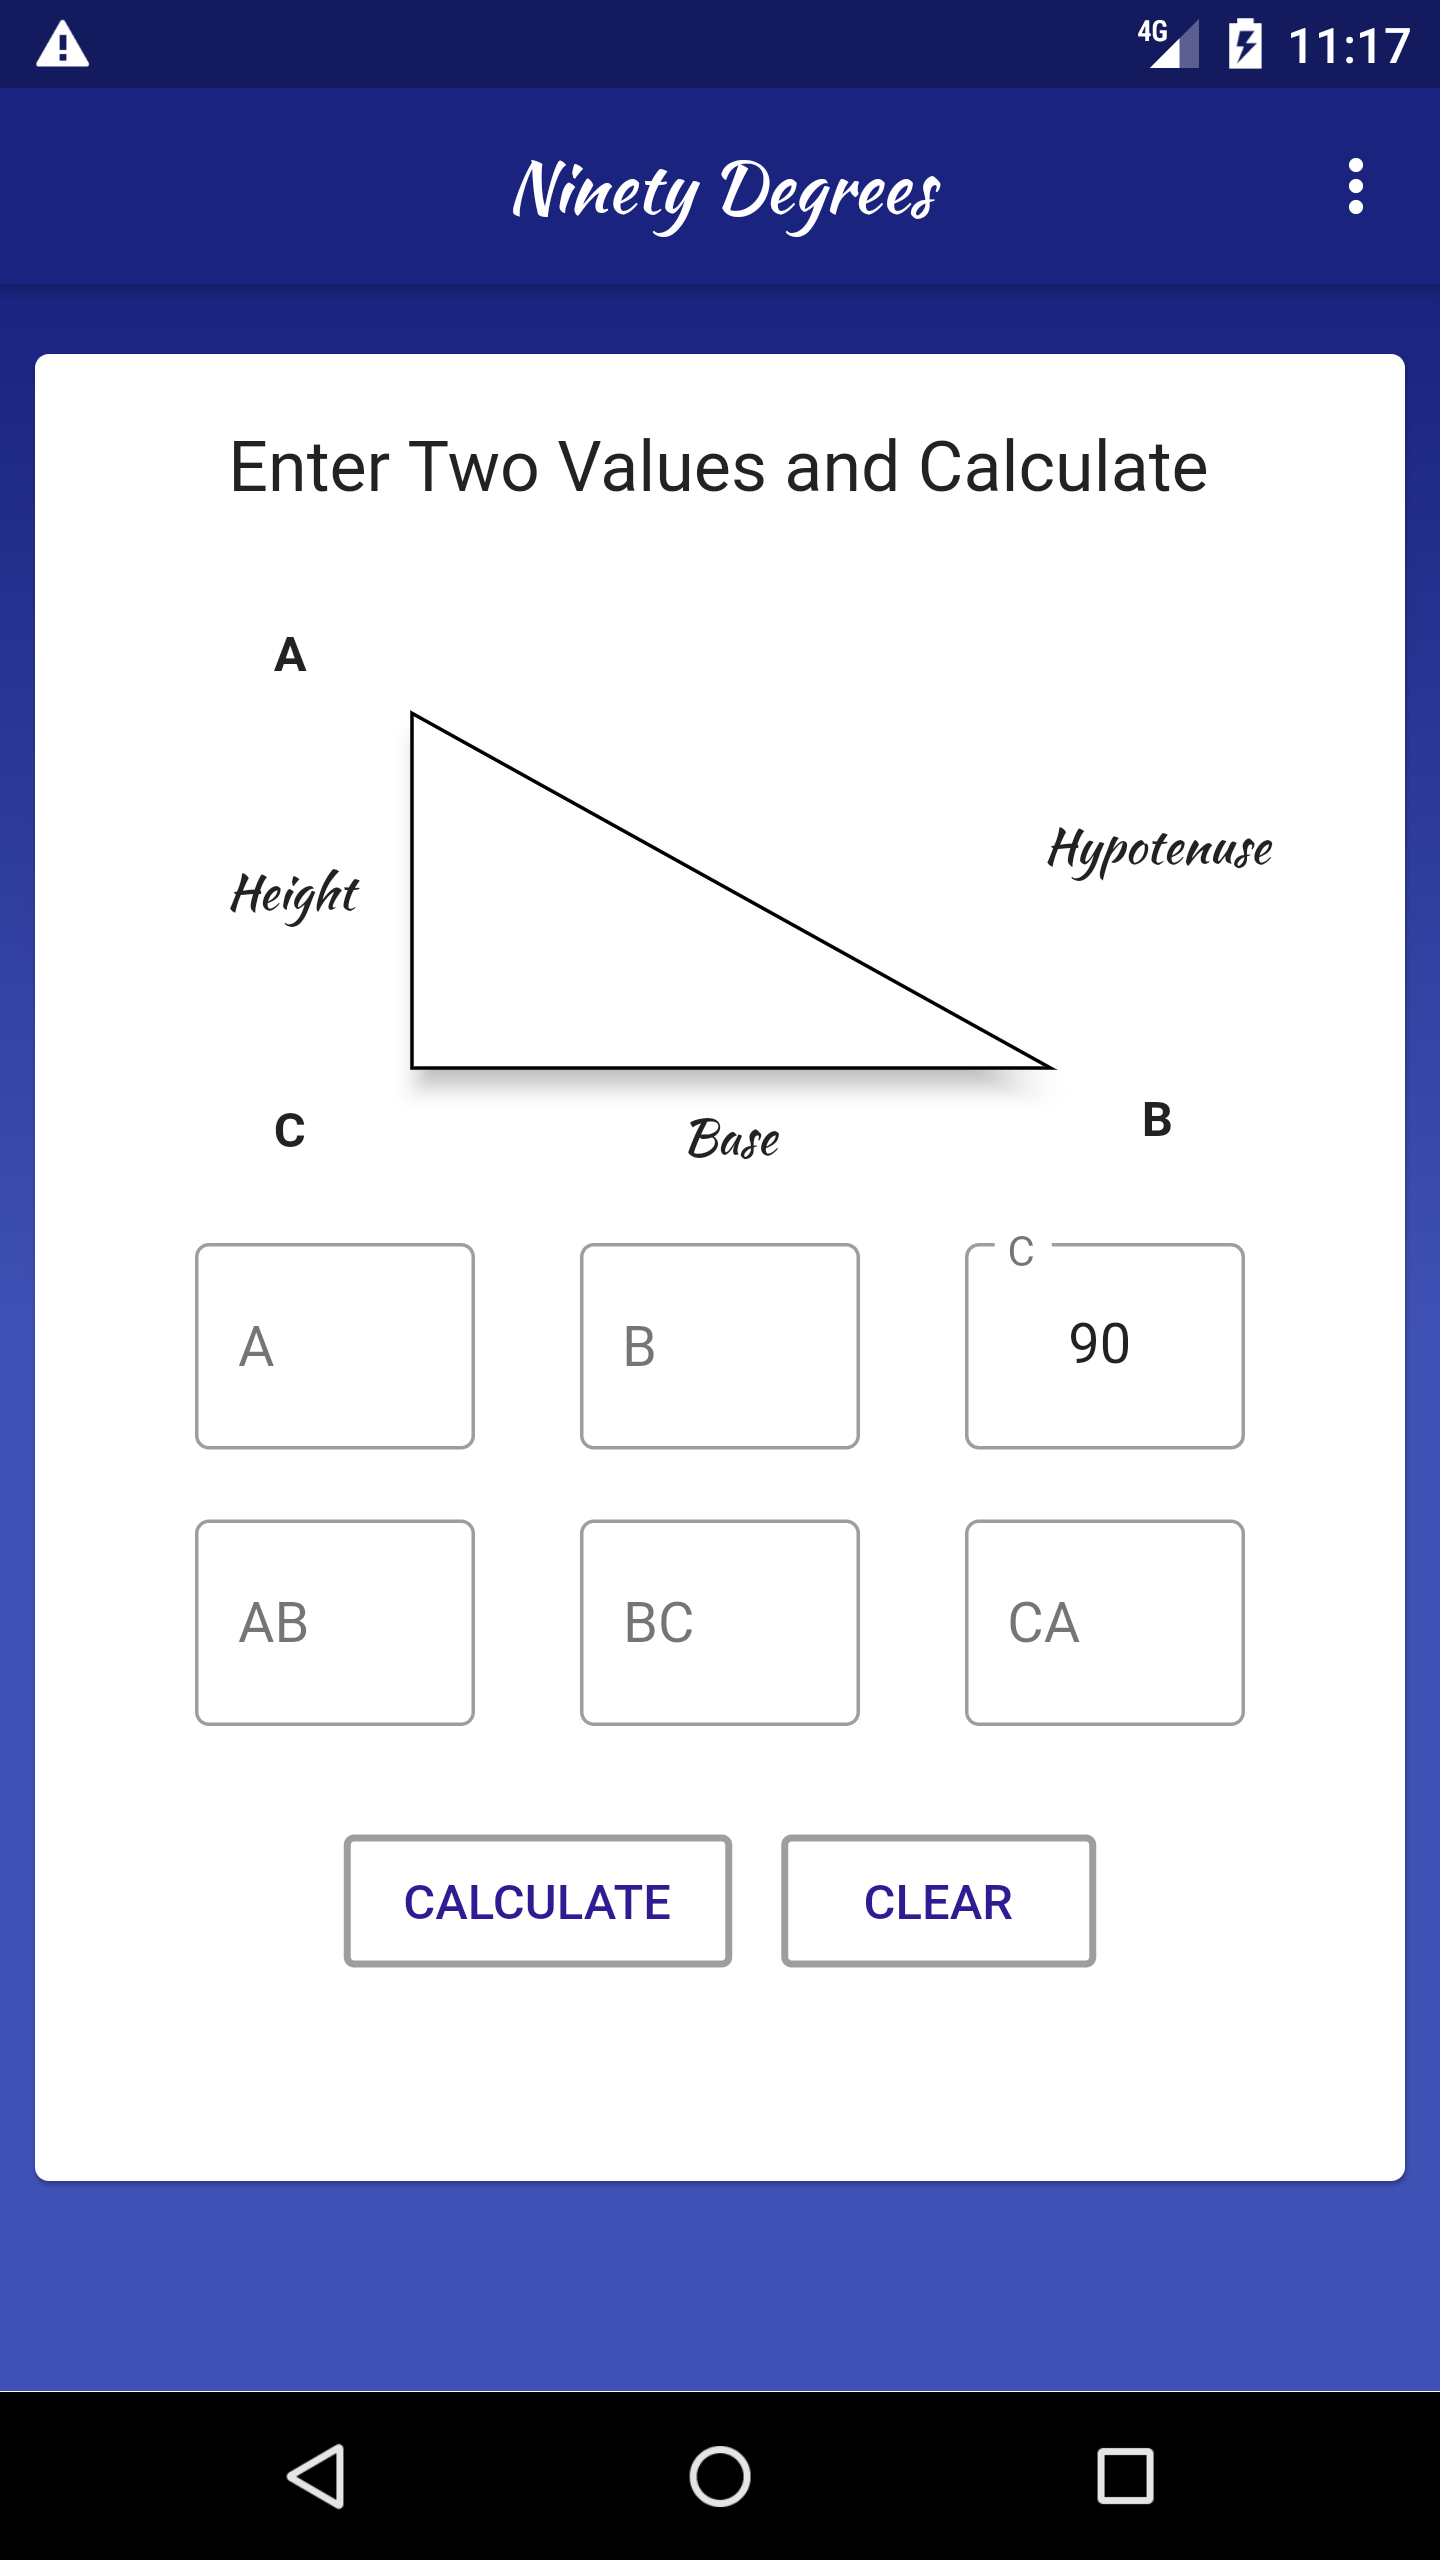 4G 11:17
Ninety Degrees
Enter Two Values and Calculate
A
Hypotenuse
Height
C
Base
B
C
A
B
90
AB
BC
CA
CALCULATE
CLEAR